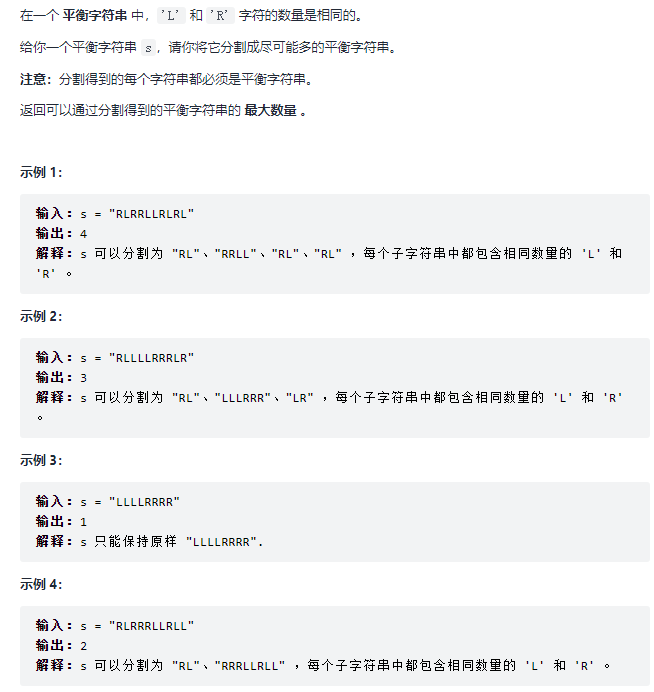 在一个 平衡字符串 中，'L' 和 'R' 字符的数量是相同的。
给你一个平衡字符串 s，请你将它分割成尽可能多的平衡字符串。
注意：分割得到的每个字符串都必须是平衡字符串。
返回可以通过分割得到的平衡字符串的 最大数量 。
示例 1：
输入：s = "RLRRLLRLRL"
输出：4
解释：s 可以分割为 "RL"、"RRLL"、"RL"、"RL" ，每个子字符串中都包含相同数量的 'L' 和
'R' 。
示例 2：
输入：s = "RLLLLRRRLR"
输出：3
解释：s 可以分割为 "RL"、"LLLRRR"、"LR" ，每个子字符串中都包含相同数量的 'L' 和 'R'
。
示例 3：
输入：s = "LLLLRRRR"
输出：1
解释：s 只能保持原样 "LLLLRRRR".
示例 4：
输入：s = "RLRRRLLRLL"
输出：2
解释：s 可以分割为 "RL"、"RRRLLRLL" ，每个子字符串中都包含相同数量的 'L' 和 'R' 。